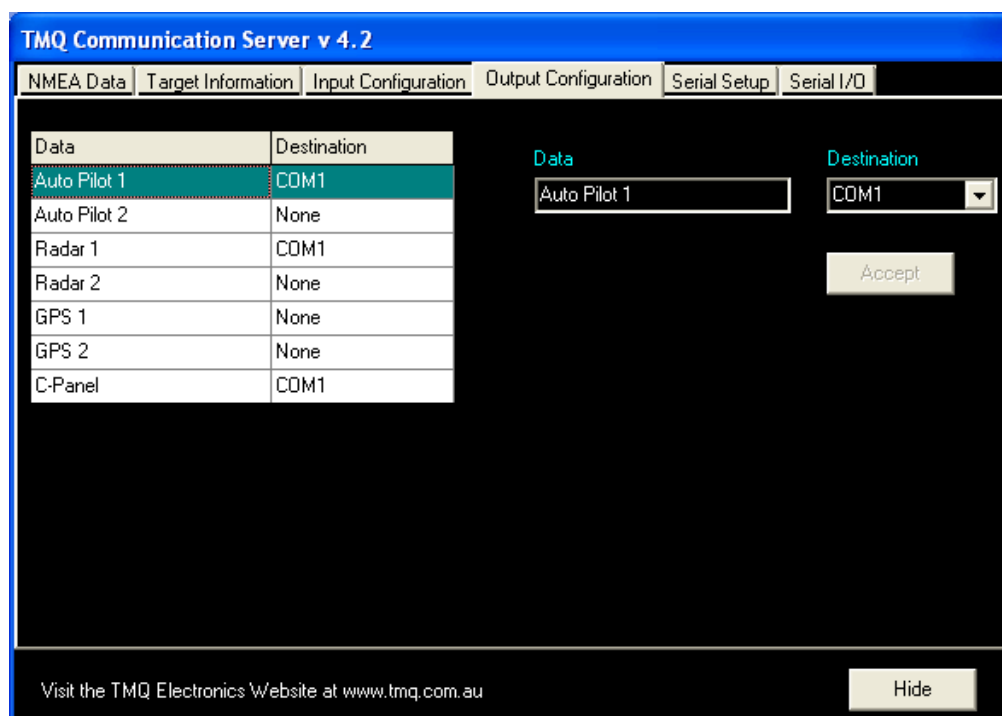 TMQ Communication Server v 4.2
NMEA Data Target Information Input Configuration Output Configuration Serial Setup Serial I/O
Data Destination
Auto Pilot 1 COM1
Auto Pilot 2 None
Radar 1 COM1
Radar 2 None
GPS 1 None
GPS 2 None
C-Panel COM1
Data Destination
Auto Pilot 1 COM1
Accept
Visit the TMQ Electronics Website at www.tmq.com.au
Hide